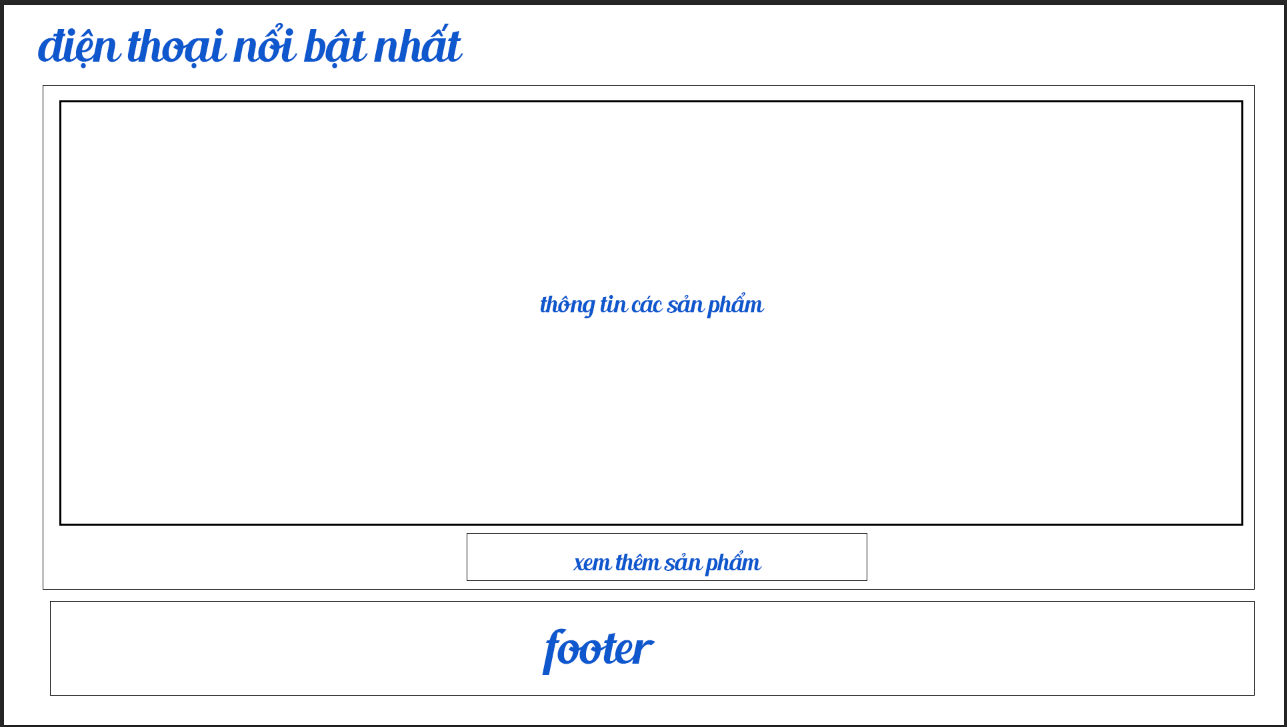 điện thoại nổi bật nhất
thông tin các sản phẩm
xem thêm sản phẩm
footer